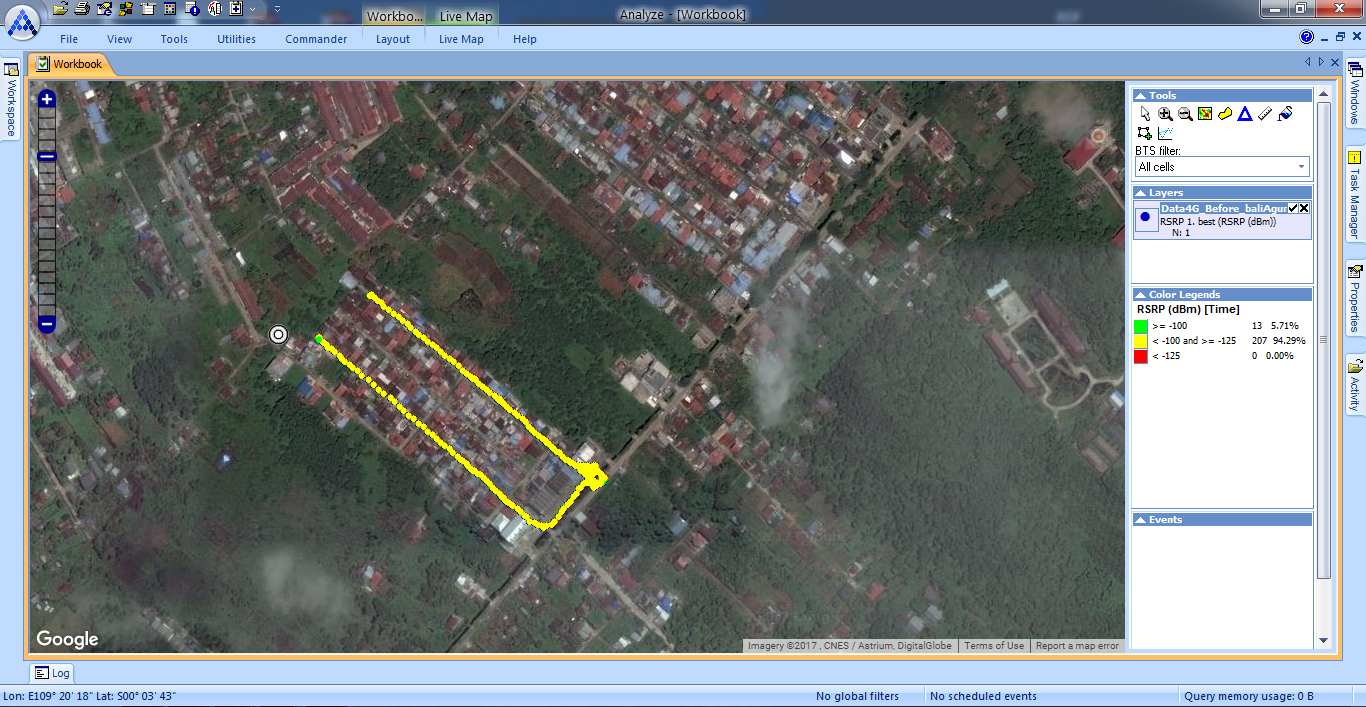 Workbo... Live Map Analyze - [Workbook]
File View Tools Utilities Commander Layout Live Map Help
Workbook
Workspace
Tools
BTS filter:
All cells
Layers
Data4G_Before_baliAgun
RSRP 1. best (RSRP (dBm))
N: 1
Color Legends
RSRP (dBm) [Time]
>= -100 13 5.71%
< -100 and >= -125 207 94.29%
< -125 0 0.00%
Events
Windows
Task Manager
Properties
Activity
Google
Imagery ©2017 , CNES / Astrium, DigitalGlobe Terms of Use Report a map error
Log
Lon: E109° 20' 18" Lat: S00° 03' 43" No global filters No scheduled events Query memory usage: 0 B